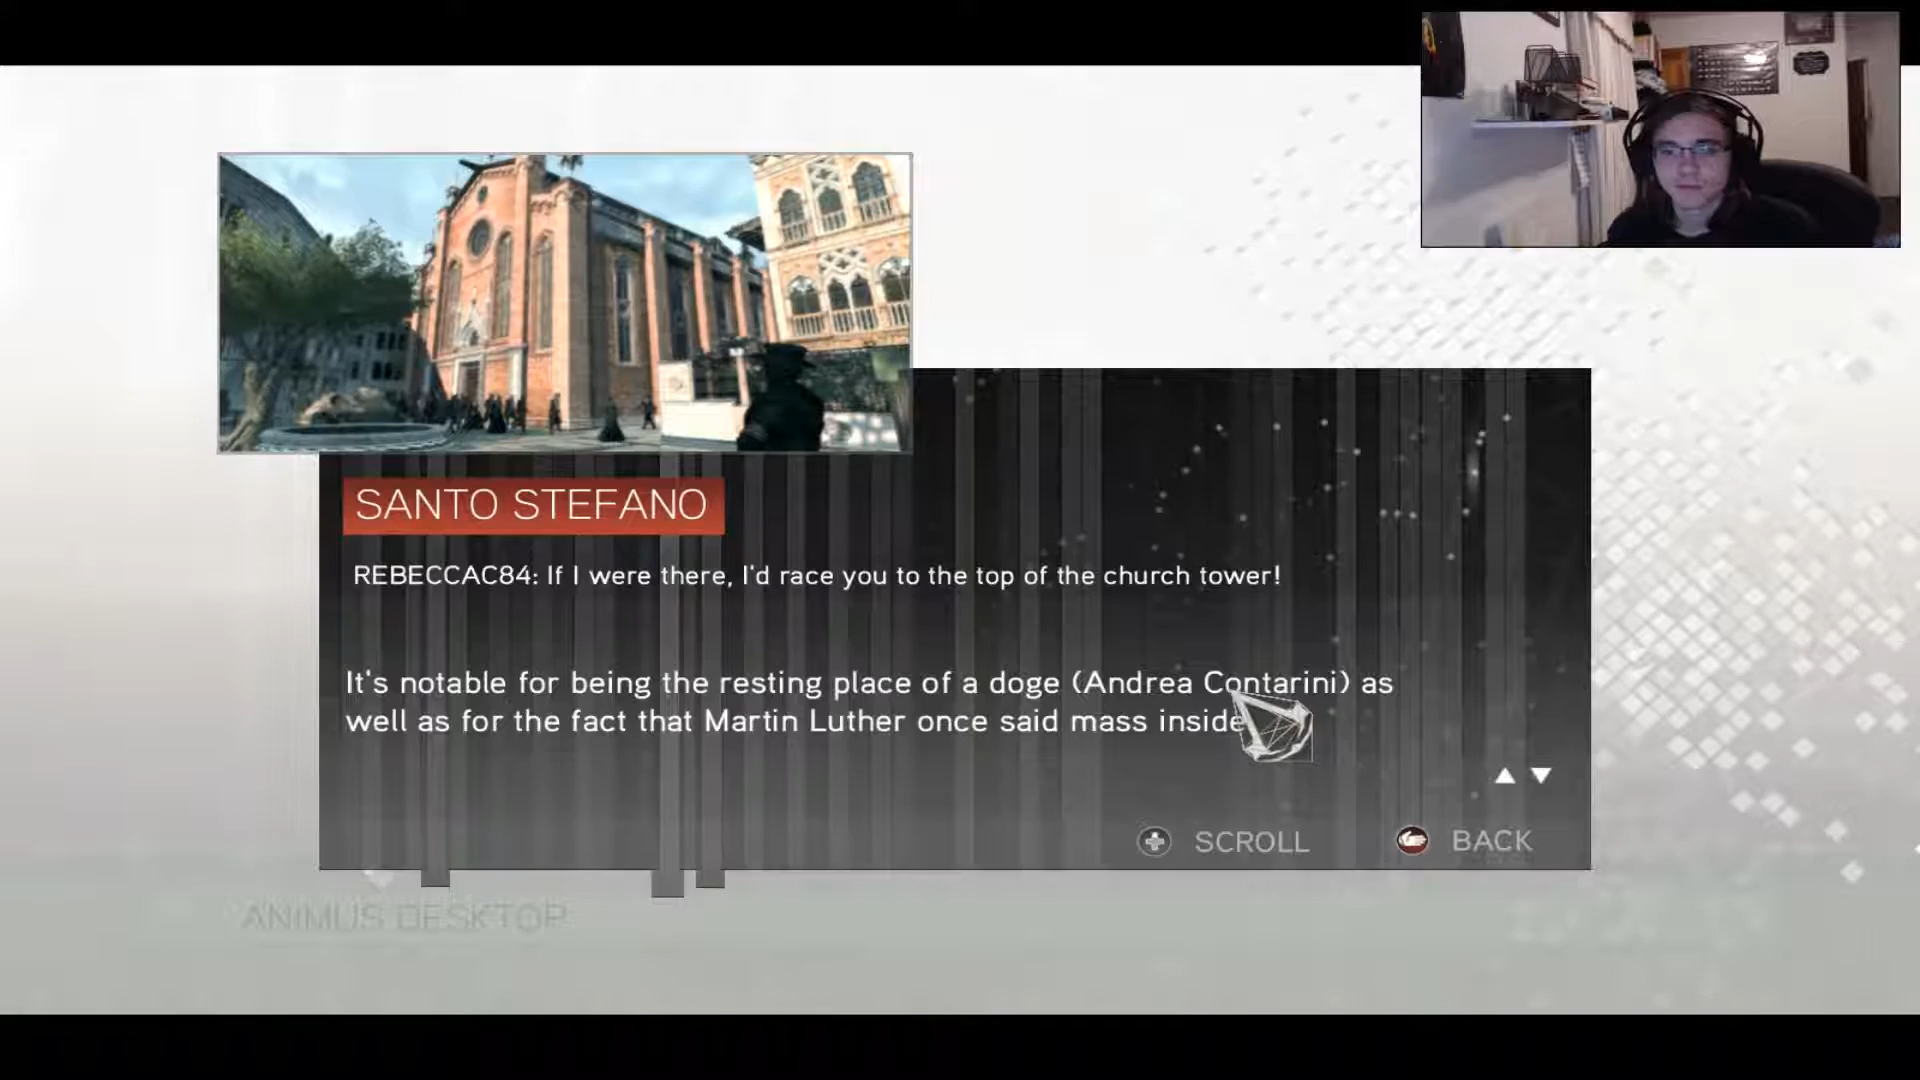 SANTO STEFANO
REBECCAC84: If I were there, I'd race you to the top of the church tower!
It's notable for being the resting place of a doge (Andrea Contarini) as
well as for the fact that Martin Luther once said mass inside
SCROLL
BACK
ANIMUS DESKTOP